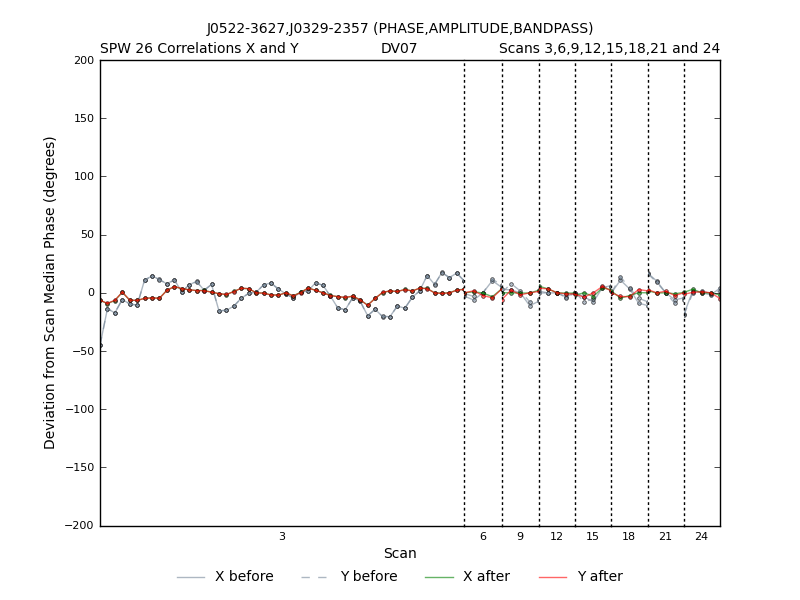 J0522-3627,J0329-2357 (PHASE,AMPLITUDE,BANDPASS)
SPW 26 Correlations X and Y DV07 Scans 3,6,9,12,15,18,21 and 24
200
150
100
50
0
−50
−100
−150
−200
Deviation from Scan Median Phase (degrees)
3 6 9 12 15 18 21 24
Scan
X before Y before X after Y after